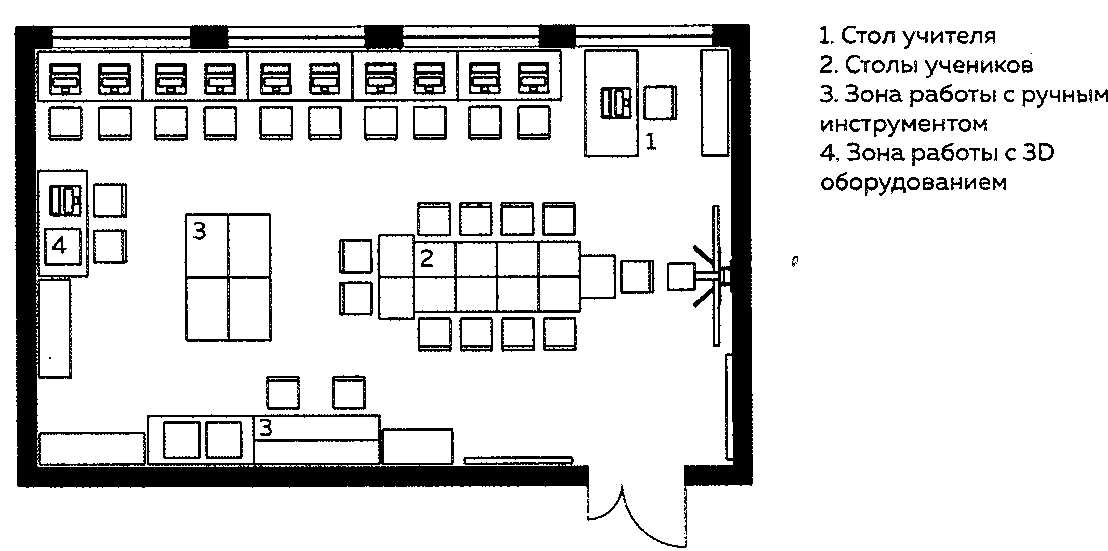 1. Стол учителя
2. Столы учеников
3. Зона работы с ручным
инструментом
4. Зона работы с 3D
оборудованием
1
3
2
4
3